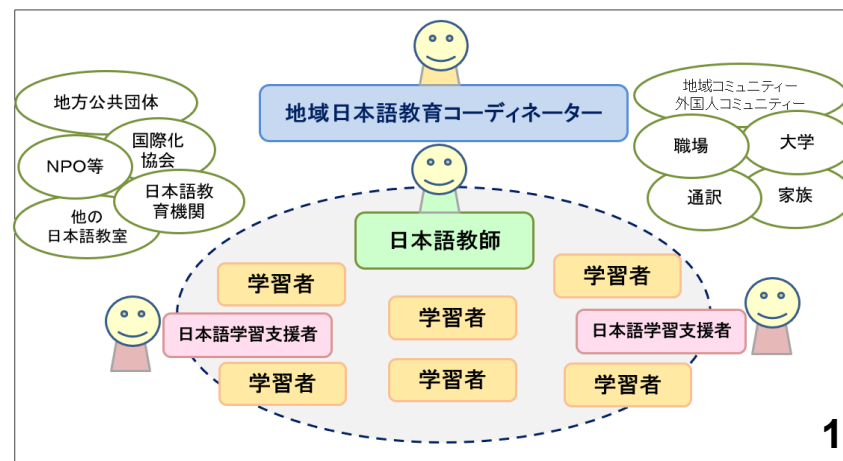 地域日本語教育コーディネーター
地方公共団体
国際化
協会
NPO等
日本語教
育機関
他の
日本語教室
地域コミュニティー
外国人コミュニティー
職場
大学
通訳
家族
日本語教師
学習者
学習者
学習者
日本語学習支援者
日本語学習支援者
学習者
学習者
学習者
1